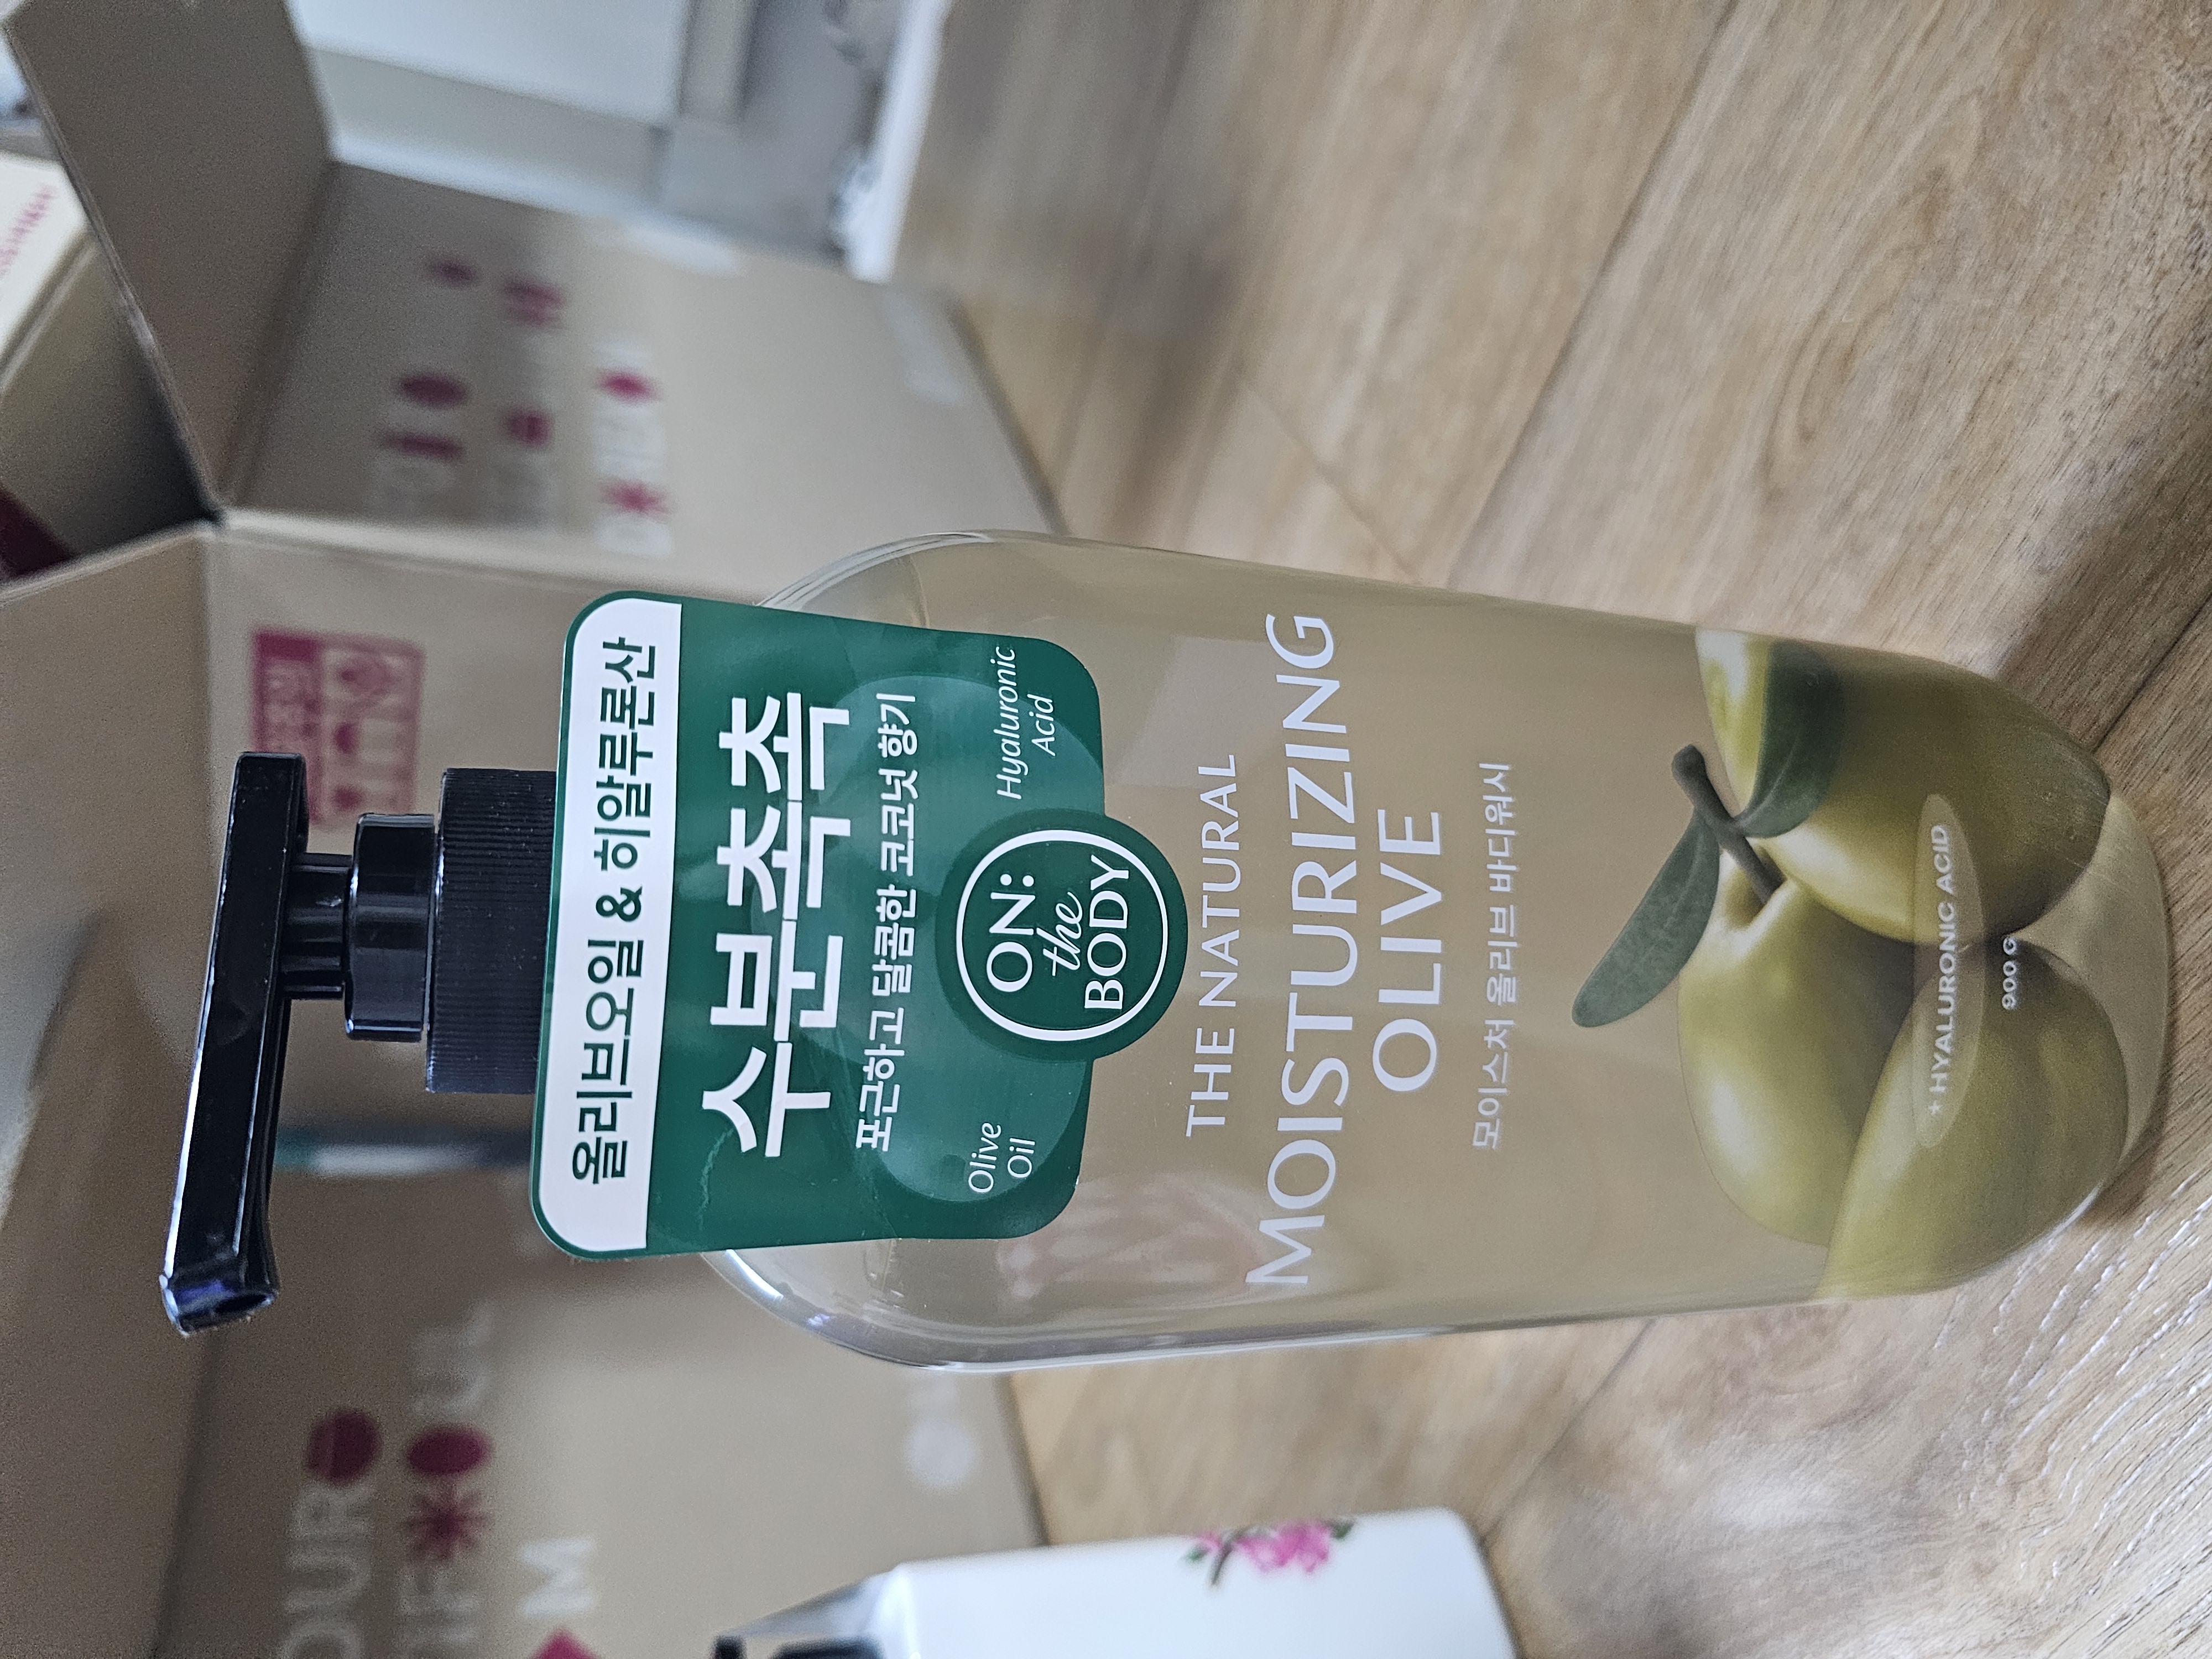 올리브오일 & 히알루론산
수분촉촉
포근하고 달콤한 코코넛 향기
Olive
Oil
Hyaluronic
Acid
ON:
the
BODY
THE NATURAL
MOISTURIZING
OLIVE
모이스처 올리브 바디워시
+ HYALURONIC ACID
900 G